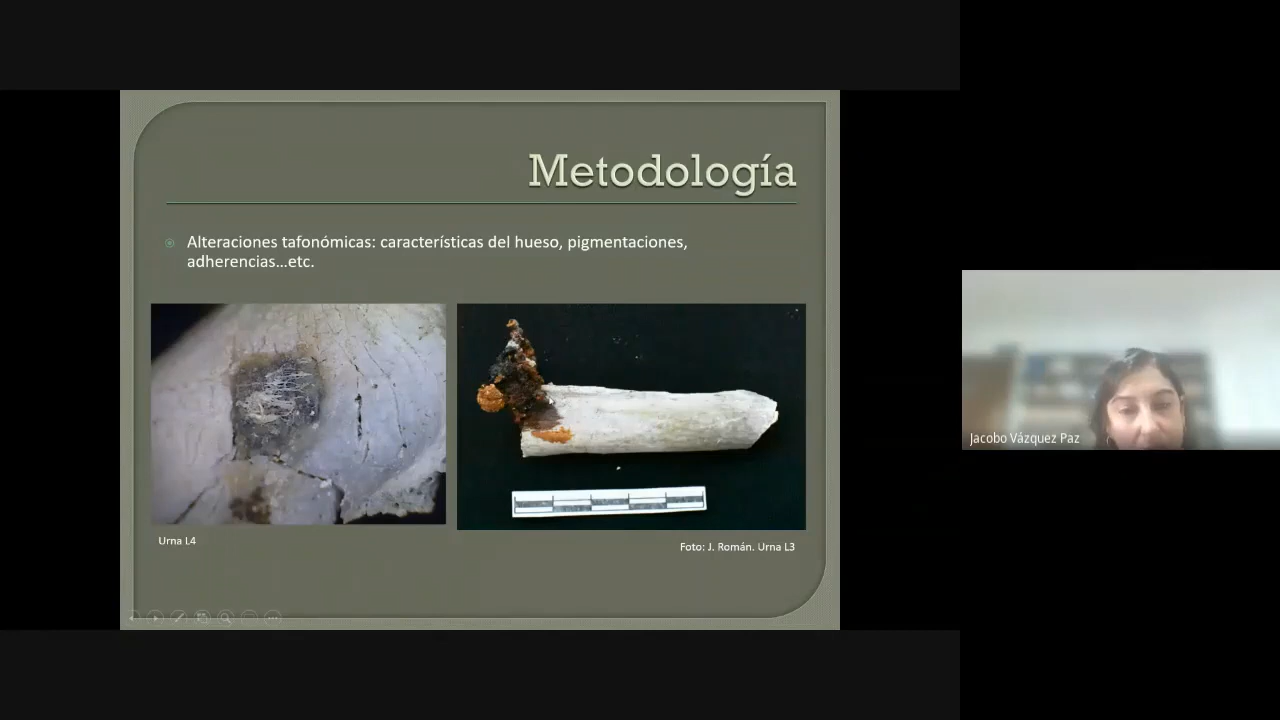 Metodología
Alteraciones tafonómicas: características del hueso, pigmentaciones,
adherencias...etc.
Urna L4
Foto: J. Román. Urna L3
Jacobo Vázquez Paz